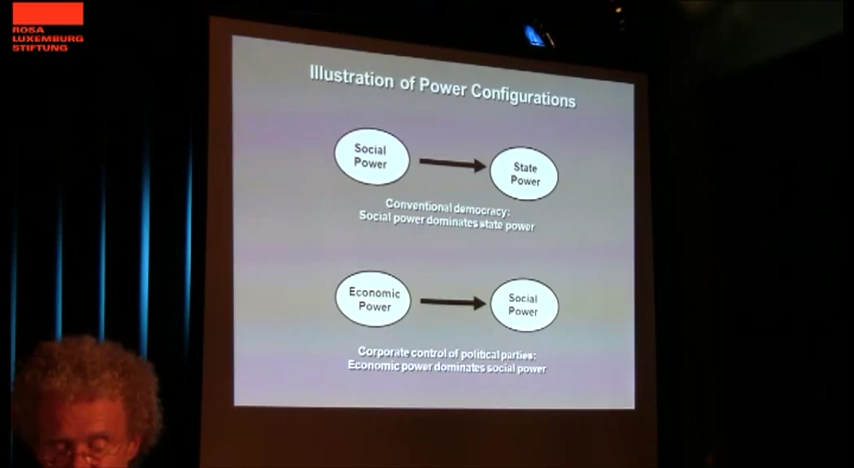 ROSA
LUXEMBURG
STIFTUNG
Illustration of Power Configurations
Social
Power
State
Power
Conventional democracy:
Social power dominates state power
Economic
Power
Social
Power
Corporate control of political parties:
Economic power dominates social power